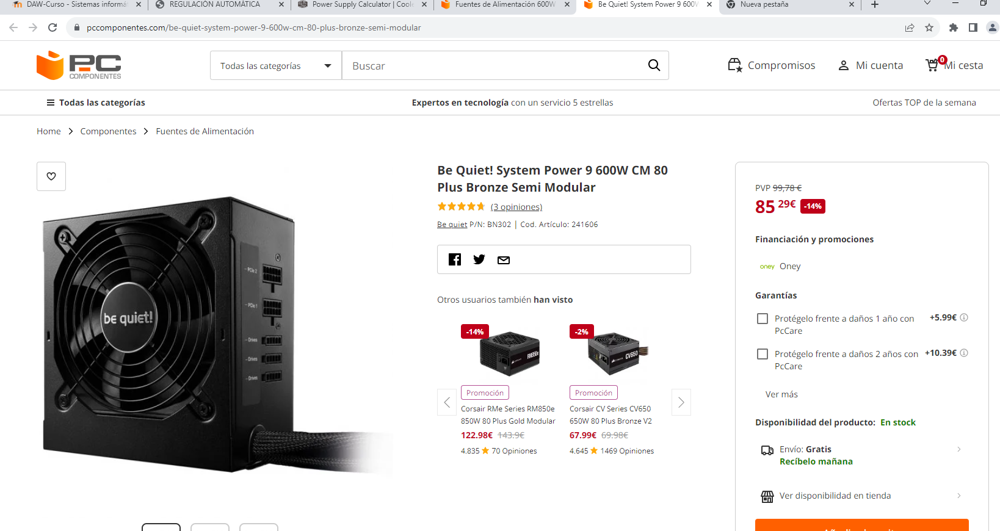 DAW-Curso - Sistemas informá
REGULACIÓN AUTOMÁTICA
Power Supply Calculator | Coole
Fuentes de Alimentación 600W
Be Quiet! System Power 9 600W
Nueva pestaña
pccomponentes.com/be-quiet-system-power-9-600w-cm-80-plus-bronze-semi-modular
PC
COMPONENTES
Todas las categorías
Buscar
Compromisos
Mi cuenta
0
Mi cesta
Todas las categorías
Expertos en tecnología con un servicio 5 estrellas
Ofertas TOP de la semana
Home
Componentes
Fuentes de Alimentación
be quiet!
PCIe 2
PCIe 1
Drives
Drives
Drives
Be Quiet! System Power 9 600W CM 80
Plus Bronze Semi Modular
(3 opiniones)
Be quiet P/N: BN302 | Cod. Artículo: 241606
Otros usuarios también han visto
-14%
RM850e
Promoción
Corsair RMe Series RM850e
850W 80 Plus Gold Modular
122.98€ 143.9€
4.835 70 Opiniones
-2%
CV650
Promoción
Corsair CV Series CV650
650W 80 Plus Bronze V2
67.99€ 69.98€
4.645 1469 Opiniones
PVP 99,78 €
85 29€ -14%
Financiación y promociones
oney Oney
Garantías
Protégelo frente a daños 1 año con
PcCare
+5.99€
Protégelo frente a daños 2 años con
PcCare
+10.39€
Ver más
Disponibilidad del producto: En stock
Envío: Gratis
Recíbelo mañana
Ver disponibilidad en tienda